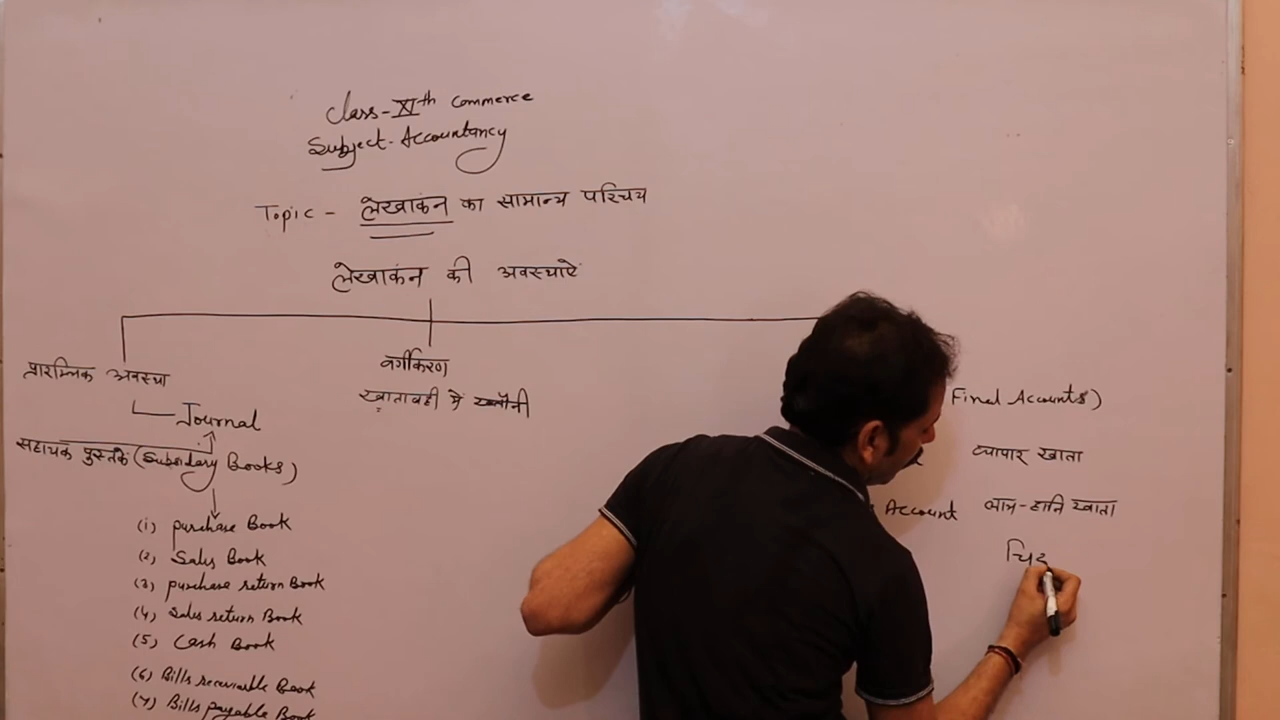 Class-XIth Commerce
Subject-Accountancy
Topic - लेखाकंन का सामान्य परिचय
लेखाकंन की अवस्थाऐं
प्रारम्भिक अवस्था
Journal
सहायक पुस्तकें (Subsidary Books)
(1) purchase Book
(2) Sales Book
(3) purchase return Book
(4) Sales return Book
(5) Cash Book
(6) Bills receivable Book
(7) Bills payable Book
वर्गीकरण
खातावही में खतौनी
Final Accounts)
व्यापार खाता
Account लाभ-हानि खाता